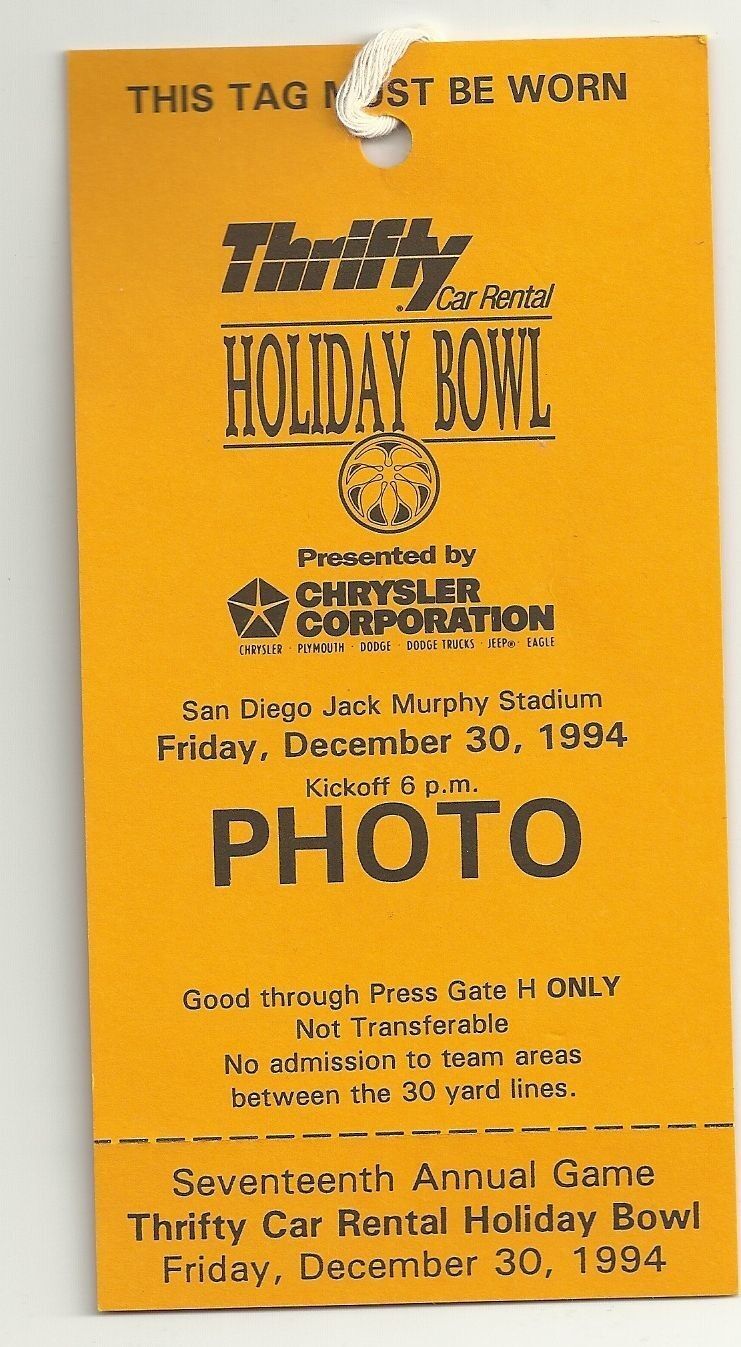 THIS TAG MUST BE WORN
Thrifty
Car Rental
HOLIDAY BOWL
Presented by
CHRYSLER
CORPORATION
CHRYSLER · PLYMOUTH · DODGE · DODGE TRUCKS · JEEP® · EAGLE
San Diego Jack Murphy Stadium
Friday, December 30, 1994
Kickoff 6 p.m.
PHOTO
Good through Press Gate H ONLY
Not Transferable
No admission to team areas
between the 30 yard lines.
Seventeenth Annual Game
Thrifty Car Rental Holiday Bowl
Friday, December 30, 1994